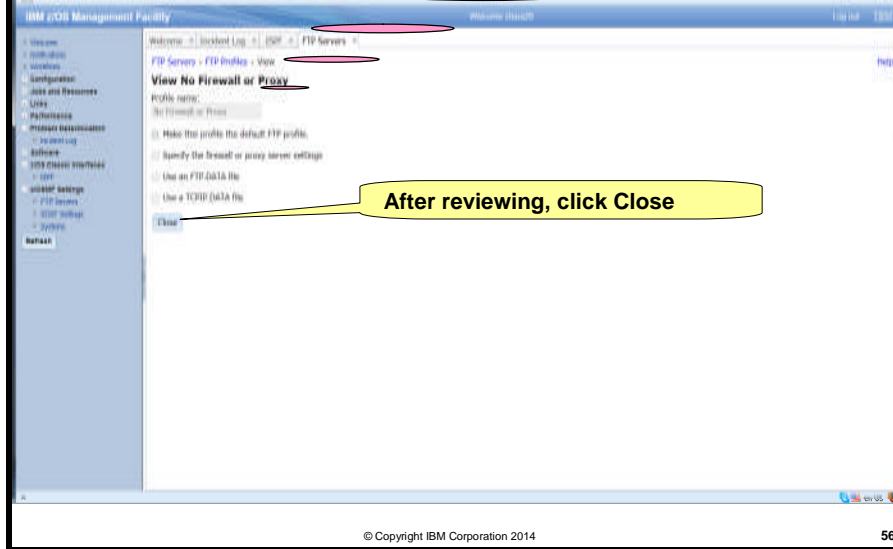 IBM z/OS Management Facility
Welcome
Log out
IBM
Welcome
Incident Log
ISPF
FTP Servers
FTP Servers › FTP Profiles › View
Help
View No Firewall or Proxy
Profile name:
No Firewall or Proxy
Make this profile the default FTP profile.
Specify the firewall or proxy server settings
Use an FTP.DATA file
Use a TCPIP.DATA file
Close
After reviewing, click Close
Welcome
Notifications
Workflows
Configuration
Jobs and Resources
Links
Performance
Problem Determination
Incident Log
Software
z/OS Classic Interfaces
ISPF
z/OSMF Settings
FTP Servers
SDSF Settings
Systems
Refresh
en-US
© Copyright IBM Corporation 2014
56